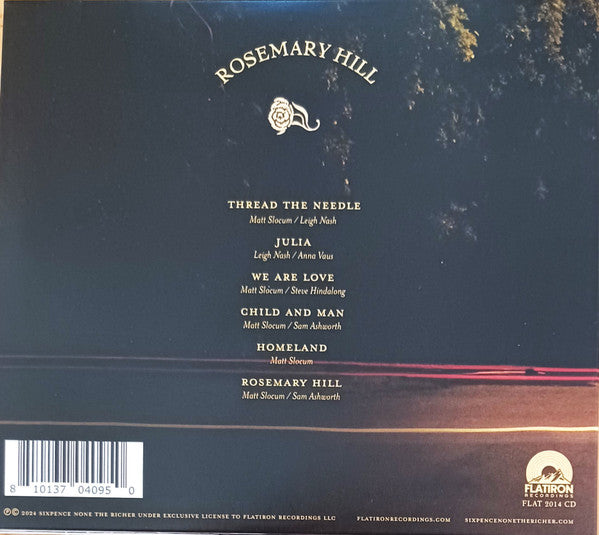 ROSEMARY HILL
THREAD THE NEEDLE
Matt Slocum / Leigh Nash
JULIA
Leigh Nash / Anna Vaus
WE ARE LOVE
Matt Slocum / Steve Hindalong
CHILD AND MAN
Matt Slocum / Sam Ashworth
HOMELAND
Matt Slocum
ROSEMARY HILL
Matt Slocum / Sam Ashworth
8 10137 04095 0
FLATIRON
RECORDINGS
FLAT 2014 CD
℗ © 2024 SIXPENCE NONE THE RICHER UNDER EXCLUSIVE LICENSE TO FLATIRON RECORDINGS LLC
FLATIRONRECORDINGS.COM
SIXPENCENONETHERICHER.COM